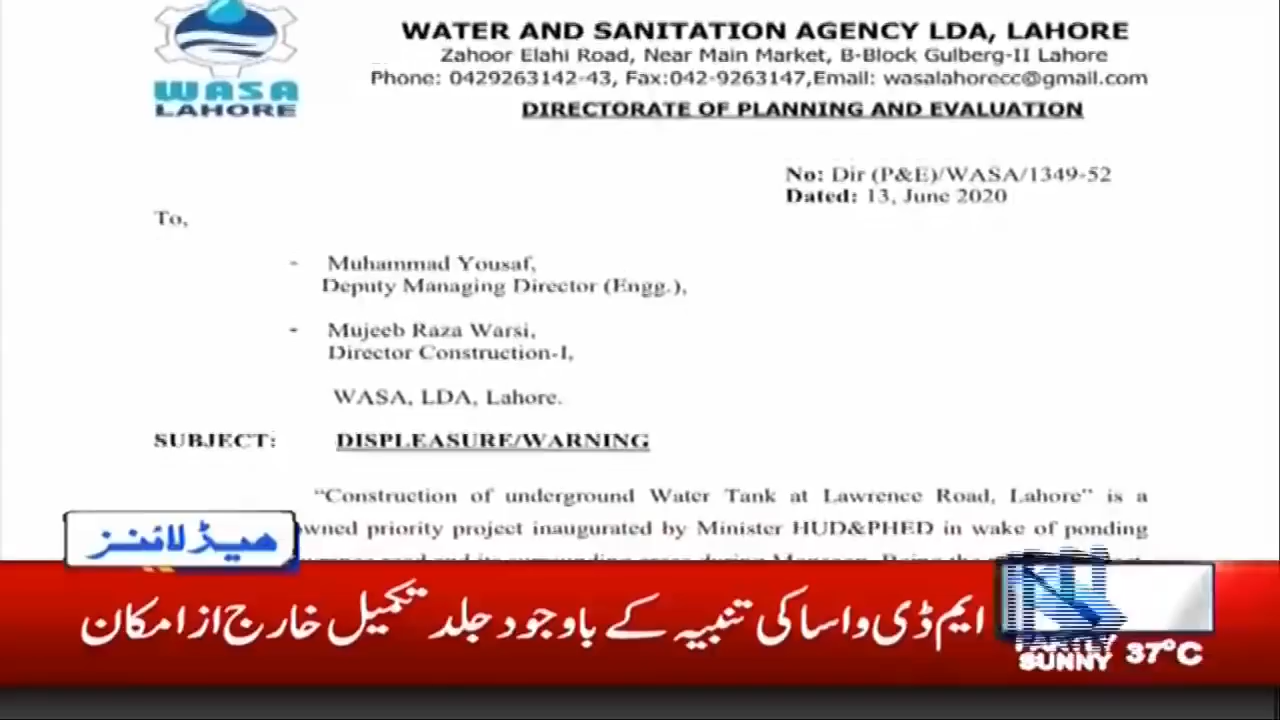 WATER AND SANITATION AGENCY LDA, LAHORE
Zahoor Elahi Road, Near Main Market, B-Block Gulberg-II Lahore
Phone: 0429263142-43, Fax:042-9263147,Email: wasalahorecc@gmail.com
WASA
LAHORE
DIRECTORATE OF PLANNING AND EVALUATION
No: Dir (P&E)/WASA/1349-52
Dated: 13, June 2020
To,
- Muhammad Yousaf,
Deputy Managing Director (Engg.),
- Mujeeb Raza Warsi,
Director Construction-I,
WASA, LDA, Lahore.
SUBJECT: DISPLEASURE/WARNING
“Construction of underground Water Tank at Lawrence Road, Lahore” is a
owned priority project inaugurated by Minister HUD&PHED in wake of ponding
ہیڈ لائنز
ایم ڈی واسا کی تنبیہ کے باوجود جلد تکمیل خارج از امکان
SUNNY 37°C